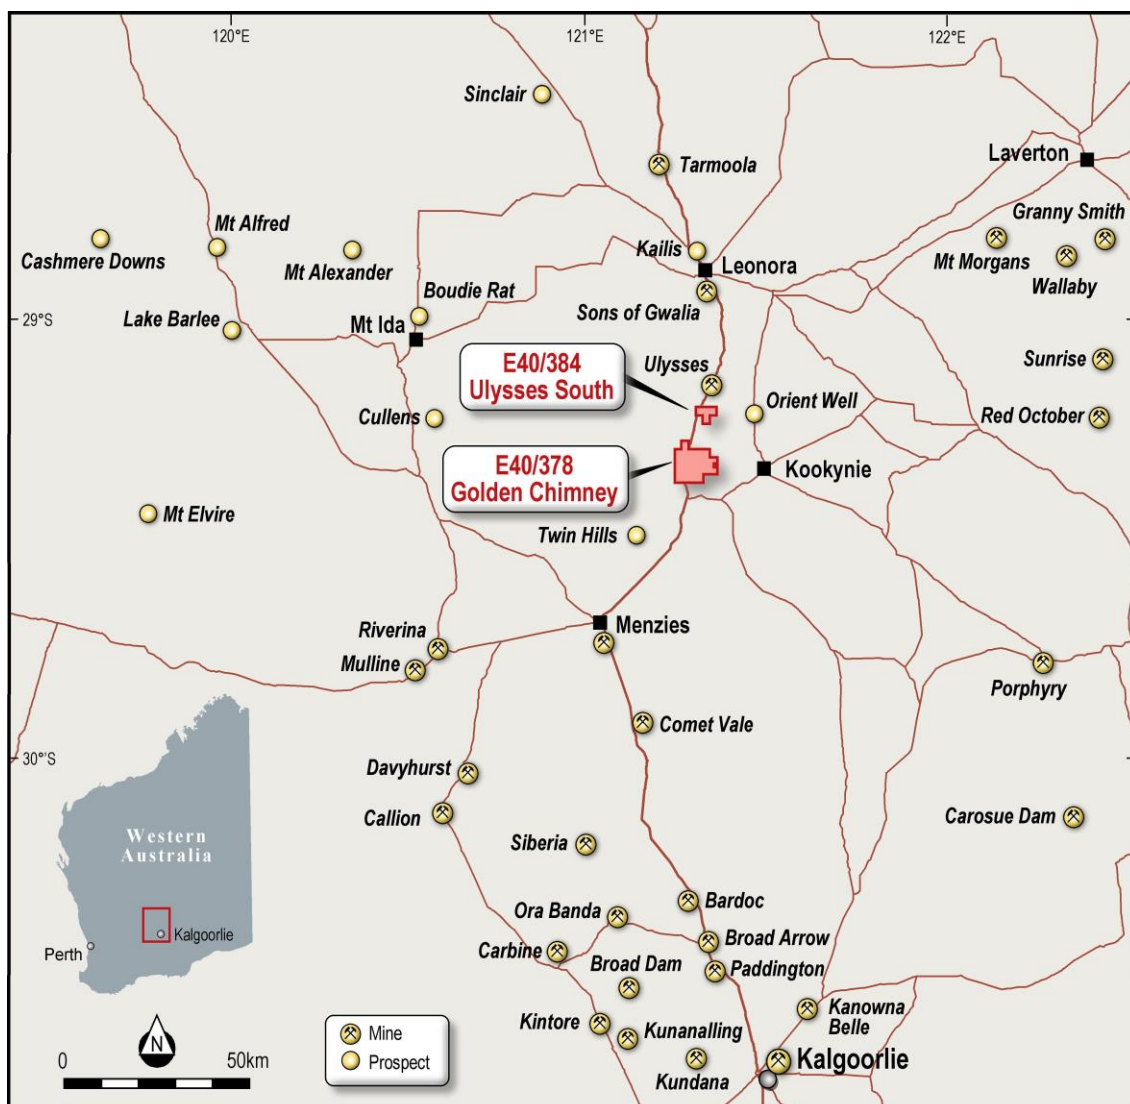 120°E
121°E
122°E
Sinclair
Tarmoola
Laverton
Granny Smith
Mt Alfred
Cashmere Downs
Mt Alexander
Kailis
Leonora
Mt Morgans
Wallaby
Boudie Rat
Sons of Gwalia
Lake Barlee
29°S
Mt Ida
E40/384
Ulysses South
Ulysses
Sunrise
Cullens
Orient Well
Red October
E40/378
Golden Chimney
Kookynie
Mt Elvire
Twin Hills
Menzies
Riverina
Mulline
Porphyry
Comet Vale
30°S
Davyhurst
Callion
Carosue Dam
Siberia
Western
Australia
Bardoc
Ora Banda
Broad Arrow
Kalgoorlie
Perth
Carbine
Broad Dam
Paddington
Kanowna
Belle
Kintore
Kunanalling
Kundana
Kalgoorlie
N
0
50km
Mine
Prospect